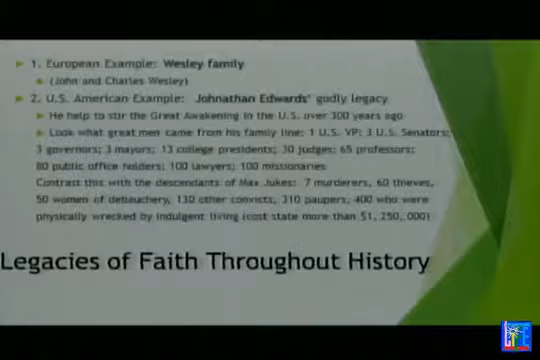 1. European Example: Wesley family
(John and Charles Wesley)
2. U.S. American Example: Johnathan Edwards' godly legacy
He help to stir the Great Awakening in the U.S. over 300 years ago
Look what great men came from his family line: 1 U.S. VP; 3 U.S. Senators;
3 governors; 3 mayors; 13 college presidents; 30 judges; 65 professors;
80 public office holders; 100 lawyers; 100 missionaries
Contrast this with the descendants of Max Jukes: 7 murderers, 60 thieves,
50 women of debauchery, 130 other convicts, 310 paupers; 400 who were
physically wrecked by indulgent living (cost state more than $1, 250, 000)
Legacies of Faith Throughout History